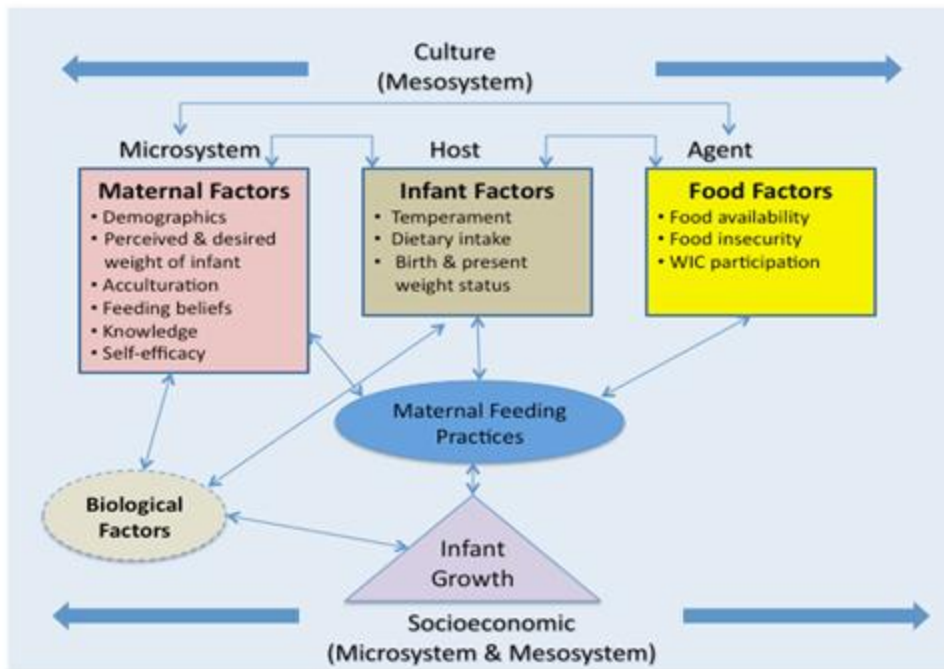 Culture
(Mesosystem)
Microsystem
Host
Agent
Maternal Factors
• Demographics
• Perceived & desired
weight of infant
• Acculturation
• Feeding beliefs
• Knowledge
• Self-efficacy
Infant Factors
• Temperament
• Dietary intake
• Birth & present
weight status
Food Factors
• Food availability
• Food insecurity
• WIC participation
Maternal Feeding
Practices
Biological
Factors
Infant
Growth
Socioeconomic
(Microsystem & Mesosystem)